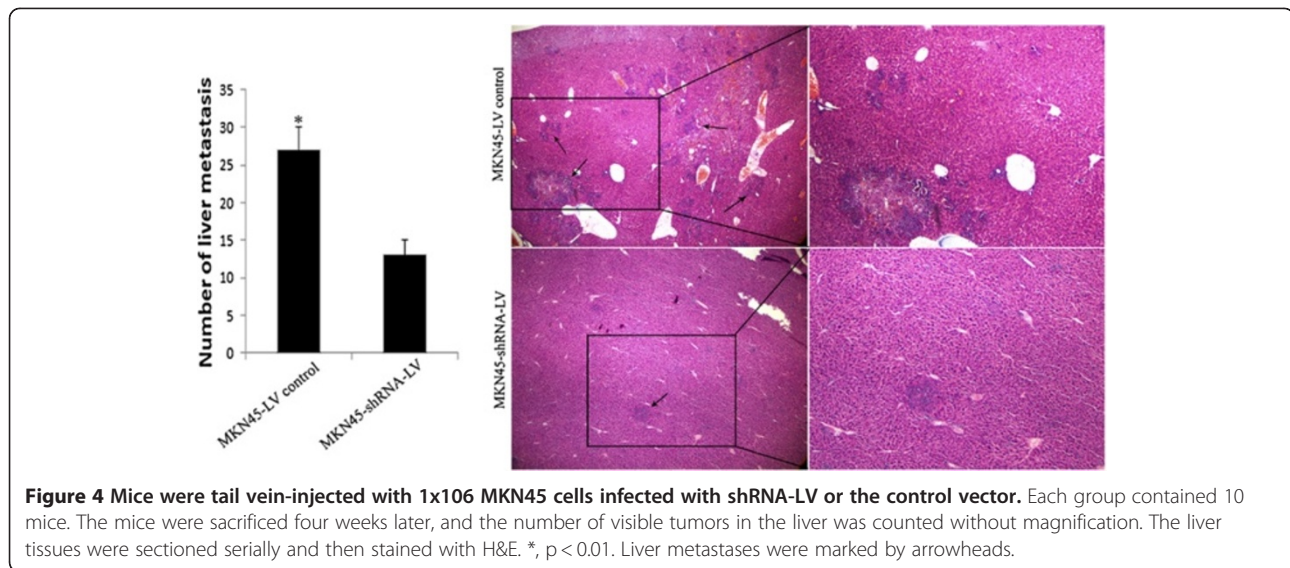 Number of liver metastasis
35
30
25
20
15
10
5
0
*
MKN45-LV control
MKN45-shRNA-LV
MKN45-LV control
MKN45-shRNA-LV
Figure 4 Mice were tail vein-injected with 1x106 MKN45 cells infected with shRNA-LV or the control vector. Each group contained 10
mice. The mice were sacrificed four weeks later, and the number of visible tumors in the liver was counted without magnification. The liver
tissues were sectioned serially and then stained with H&E. *, p < 0.01. Liver metastases were marked by arrowheads.